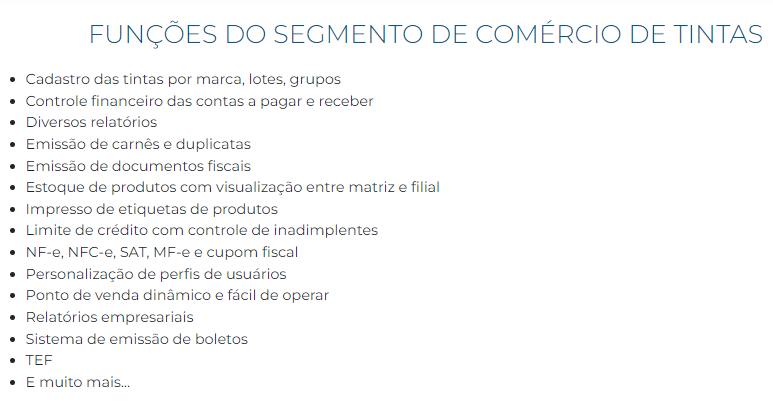 FUNÇÕES DO SEGMENTO DE COMÉRCIO DE TINTAS
• Cadastro das tintas por marca, lotes, grupos
• Controle financeiro das contas a pagar e receber
• Diversos relatórios
• Emissão de carnês e duplicatas
• Emissão de documentos fiscais
• Estoque de produtos com visualização entre matriz e filial
• Impresso de etiquetas de produtos
• Limite de crédito com controle de inadimplentes
• NF-e, NFC-e, SAT, MF-e e cupom fiscal
• Personalização de perfis de usuários
• Ponto de venda dinâmico e fácil de operar
• Relatórios empresariais
• Sistema de emissão de boletos
• TEF
• E muito mais...